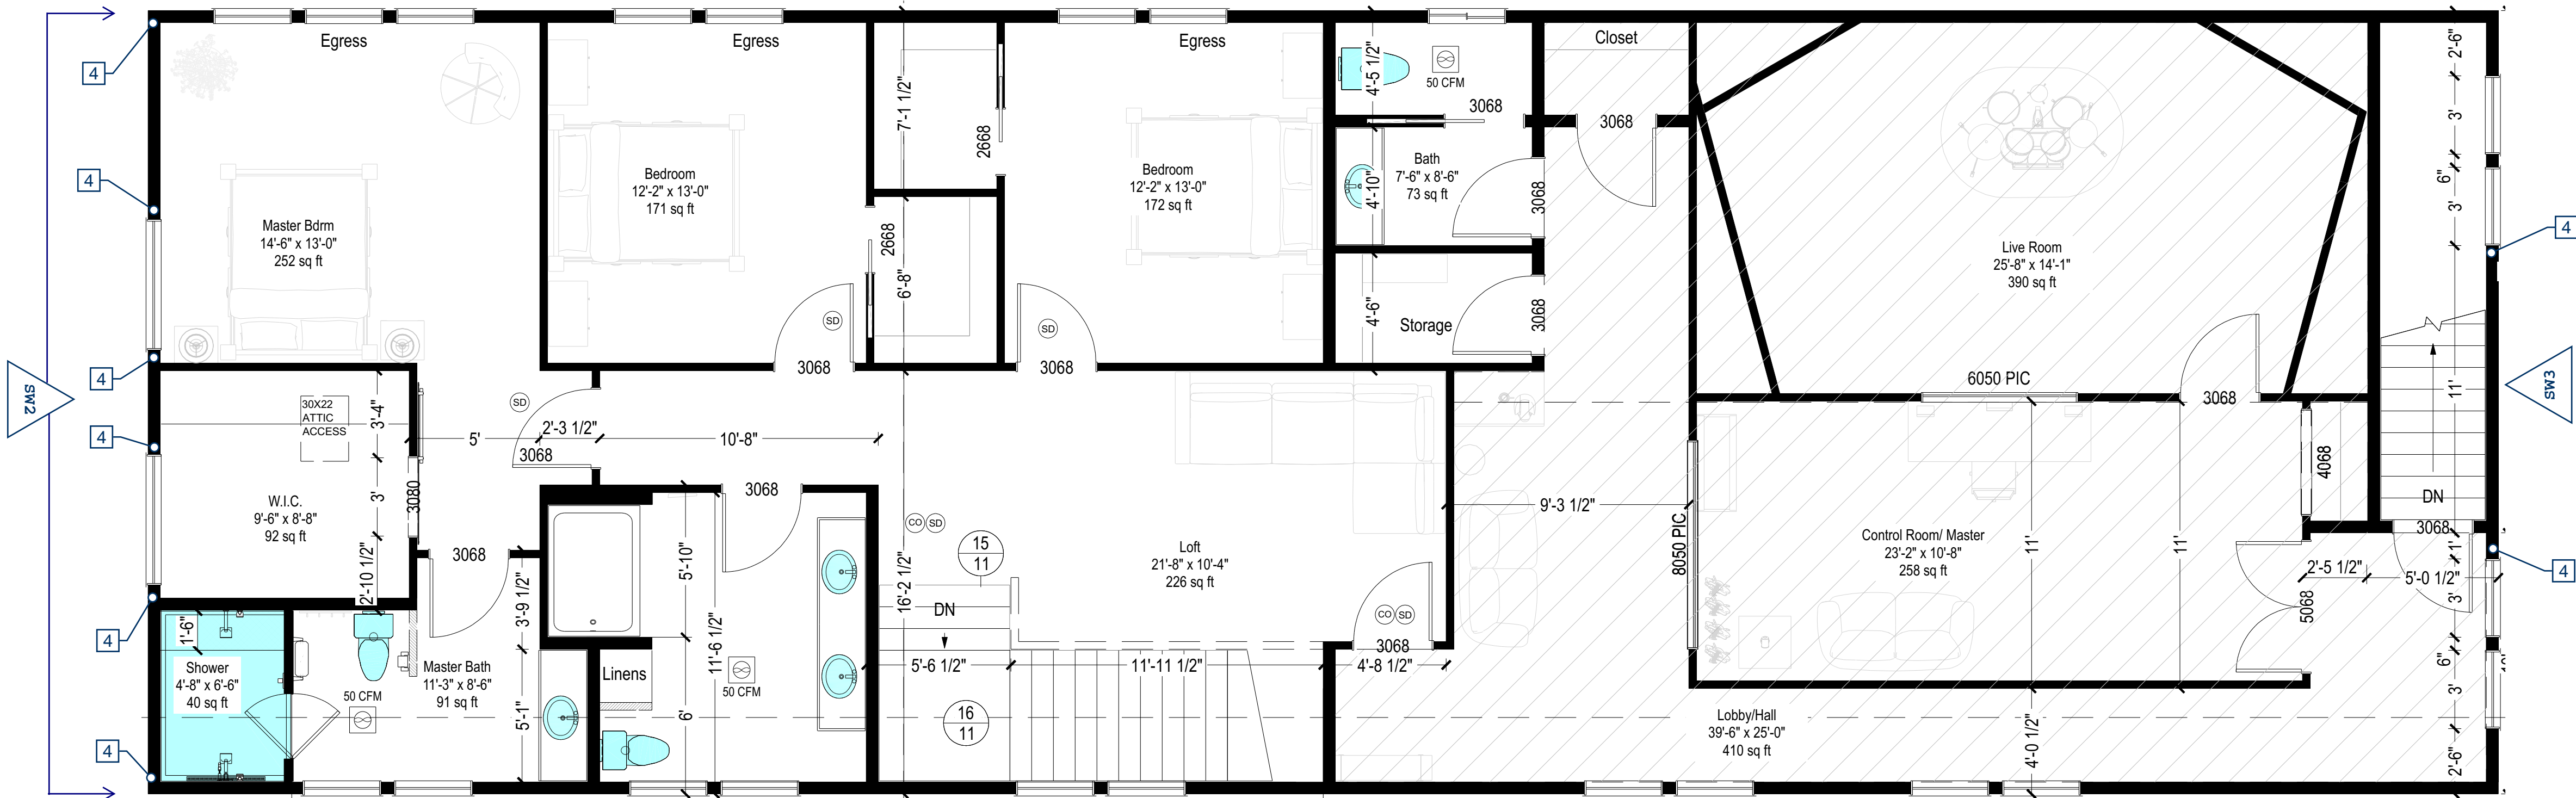 Egress
Egress
Egress
Closet
4
4
4
4
4
4
4
4
4
SW2
SW3
Master Bdrm
14'-6" x 13'-0"
252 sq ft
Bedroom
12'-2" x 13'-0"
171 sq ft
7'-1 1/2"
2668
2668
6'-8"
Bedroom
12'-2" x 13'-0"
172 sq ft
4'-5 1/2"
50 CFM
3068
Bath
7'-6" x 8'-6"
73 sq ft
4'-10"
3068
3068
Storage
4'-6"
3068
Live Room
25'-8" x 14'-1"
390 sq ft
2'-6"
3'
6"
3'
11'
DN
3068
SD
SD
SD
3068
3068
6050 PIC
3068
4068
30X22
ATTIC
ACCESS
3'-4"
5'
2'-3 1/2"
10'-8"
3068
W.I.C.
9'-6" x 8'-8"
92 sq ft
3'
3080
2'-10 1/2"
3068
3068
5'-10"
CO
SD
15
11
16'-2 1/2"
Loft
21'-8" x 10'-4"
226 sq ft
9'-3 1/2"
8050 PIC
Control Room/ Master
23'-2" x 10'-8"
258 sq ft
11'
11'
2'-5 1/2"
5'-0 1/2"
5068
1'
3'
6"
3'
2'-6"
1'-6"
Shower
4'-8" x 6'-6"
40 sq ft
50 CFM
Master Bath
11'-3" x 8'-6"
91 sq ft
3'-9 1/2"
5'-1"
Linens
11'-6 1/2"
6'
50 CFM
DN
5'-6 1/2"
11'-11 1/2"
4'-8 1/2"
CO
SD
3068
16
11
Lobby/Hall
39'-6" x 25'-0"
410 sq ft
4'-0 1/2"